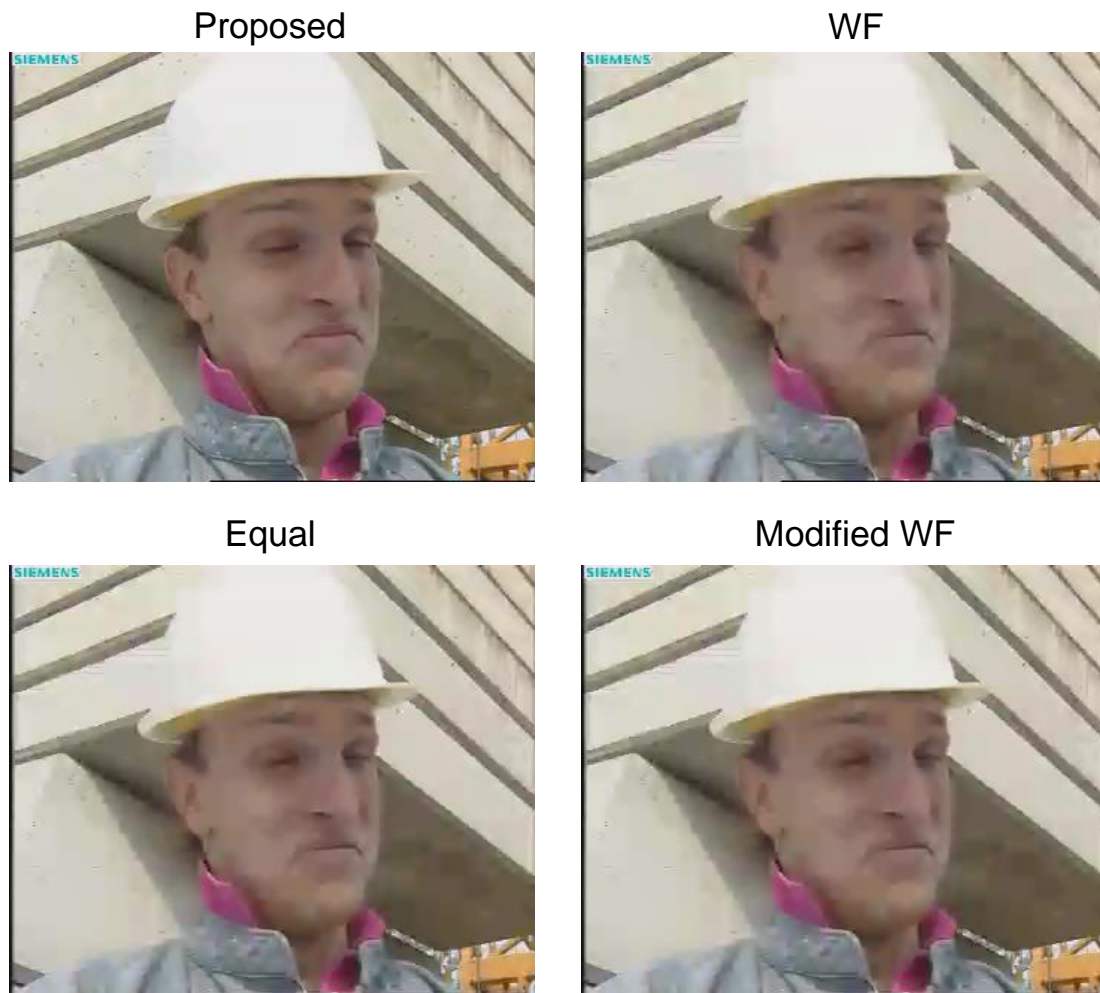 Proposed
WF
SIEMENS
SIEMENS
Equal
Modified WF
SIEMENS
SIEMENS